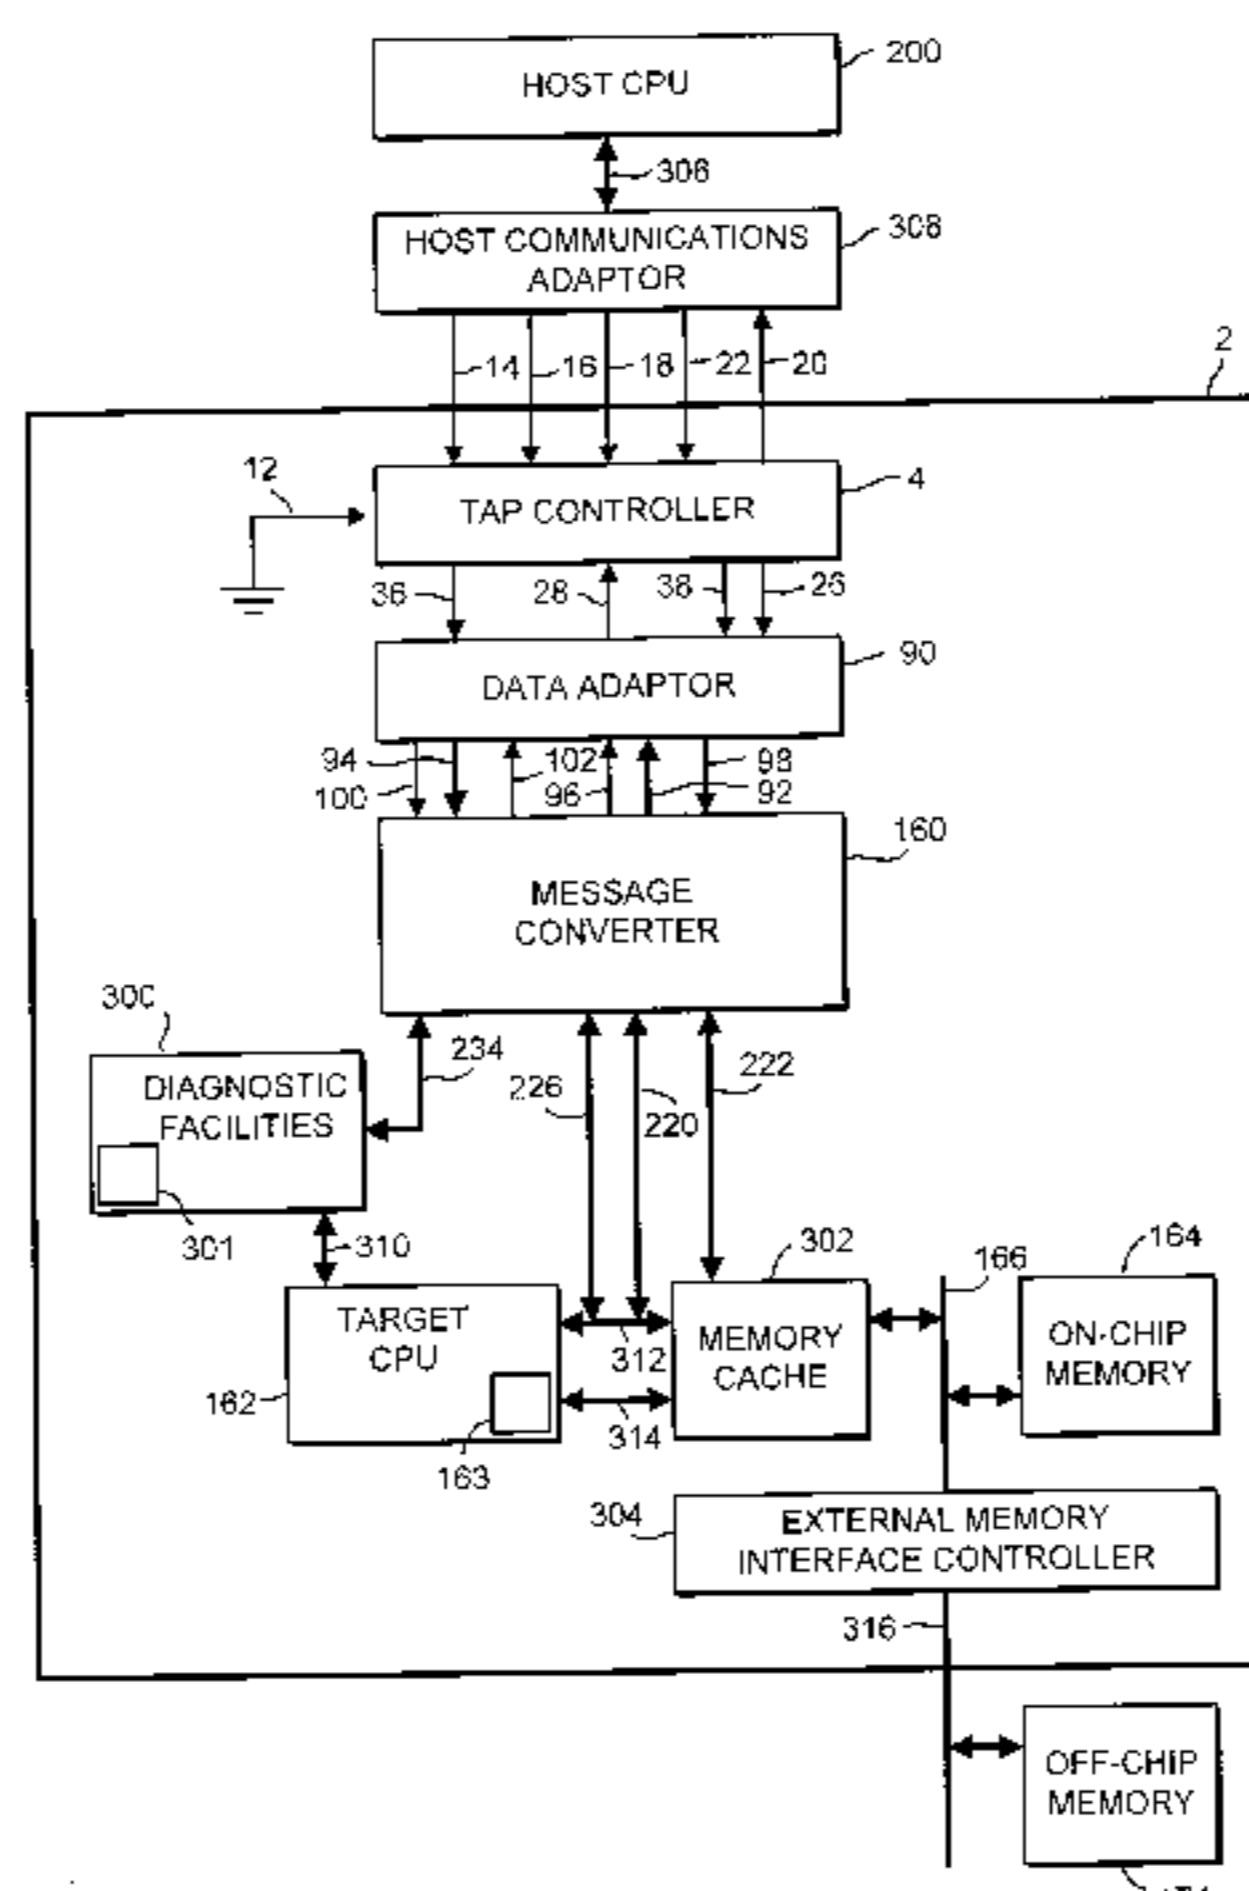 HOST CPU
200
306
HOST COMMUNICATIONS
ADAPTOR
308
14
16
18
22
20
2
12
TAP CONTROLLER
4
36
28
38
26
DATA ADAPTOR
90
94
100
102
96
92
98
MESSAGE
CONVERTER
160
300
DIAGNOSTIC
FACILITIES
301
234
226
220
222
310
TARGET
CPU
162
163
312
314
302
MEMORY
CACHE
166
164
ON-CHIP
MEMORY
304
EXTERNAL MEMORY
INTERFACE CONTROLLER
316
OFF-CHIP
MEMORY